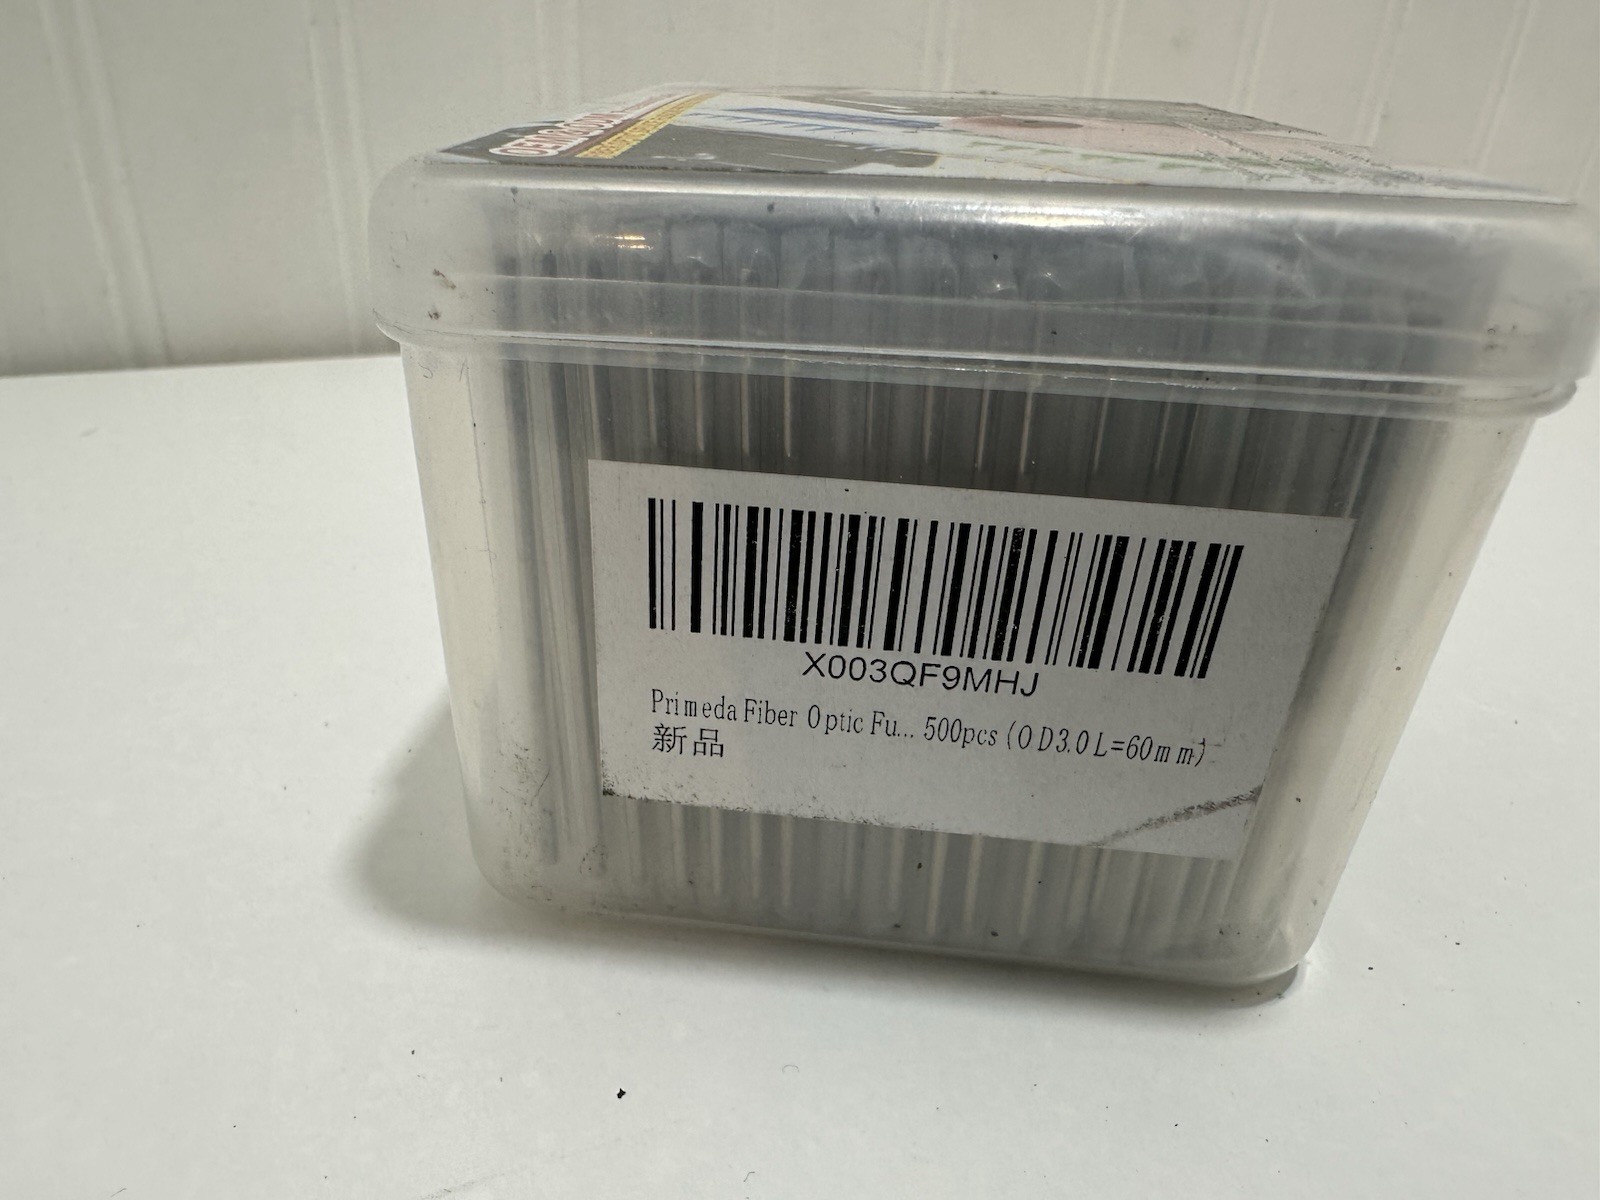 X003QF9MHJ
Primeda Fiber Optic Fu... 500pcs (OD3.0 L=60mm)
新品